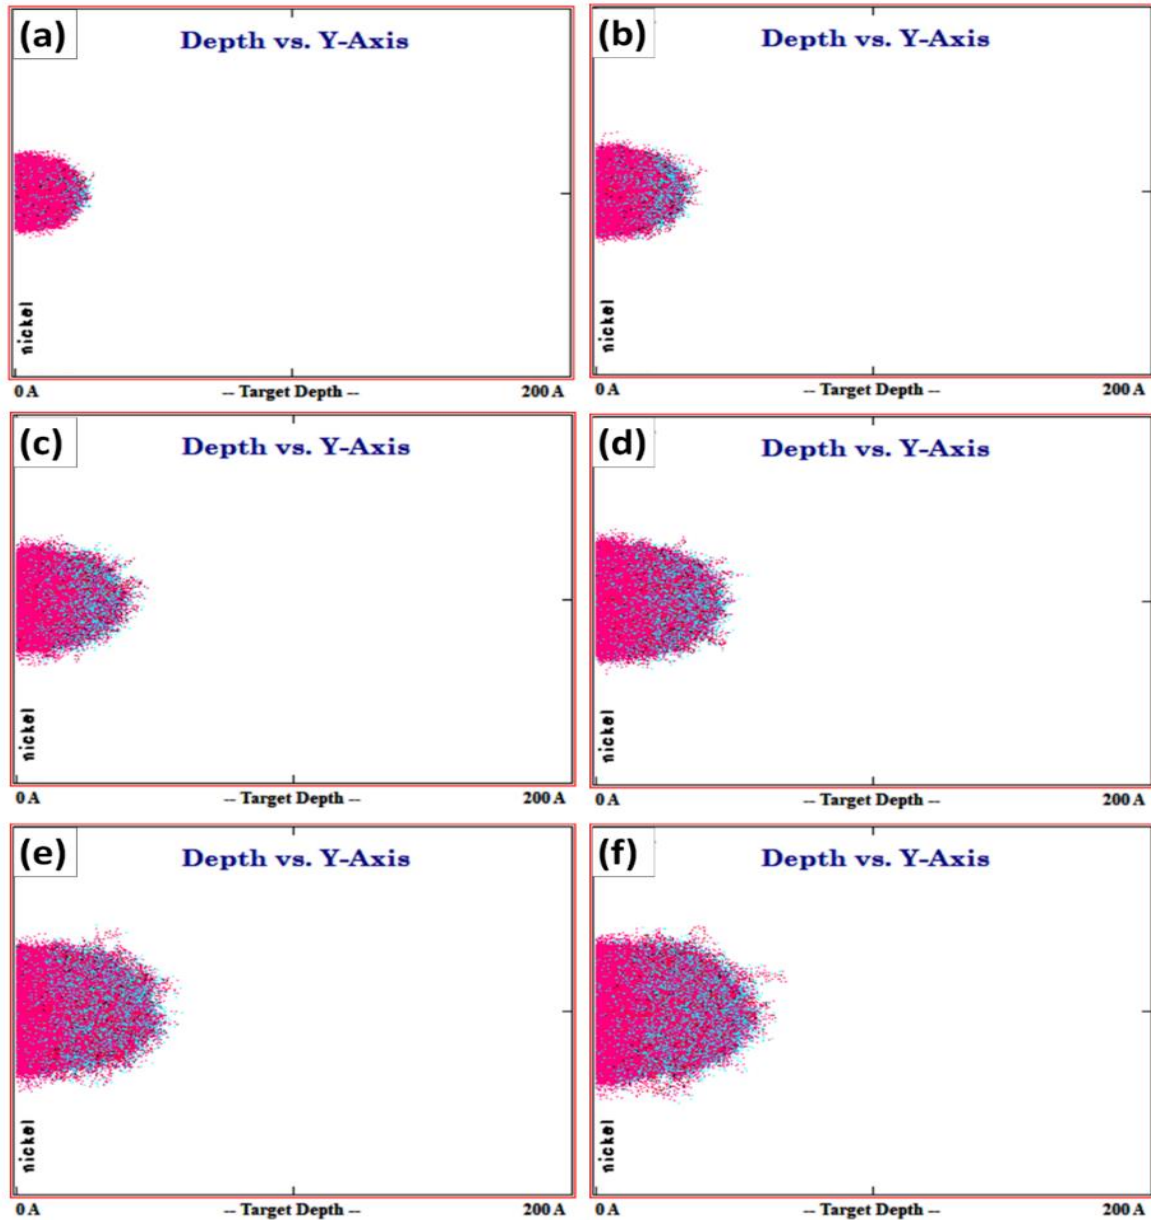 (a)
Depth vs. Y-Axis
nickel
0 A -- Target Depth -- 200 A
(b)
Depth vs. Y-Axis
nickel
0 A -- Target Depth -- 200 A
(c)
Depth vs. Y-Axis
nickel
0 A -- Target Depth -- 200 A
(d)
Depth vs. Y-Axis
nickel
0 A -- Target Depth -- 200 A
(e)
Depth vs. Y-Axis
nickel
0 A -- Target Depth -- 200 A
(f)
Depth vs. Y-Axis
nickel
0 A -- Target Depth -- 200 A